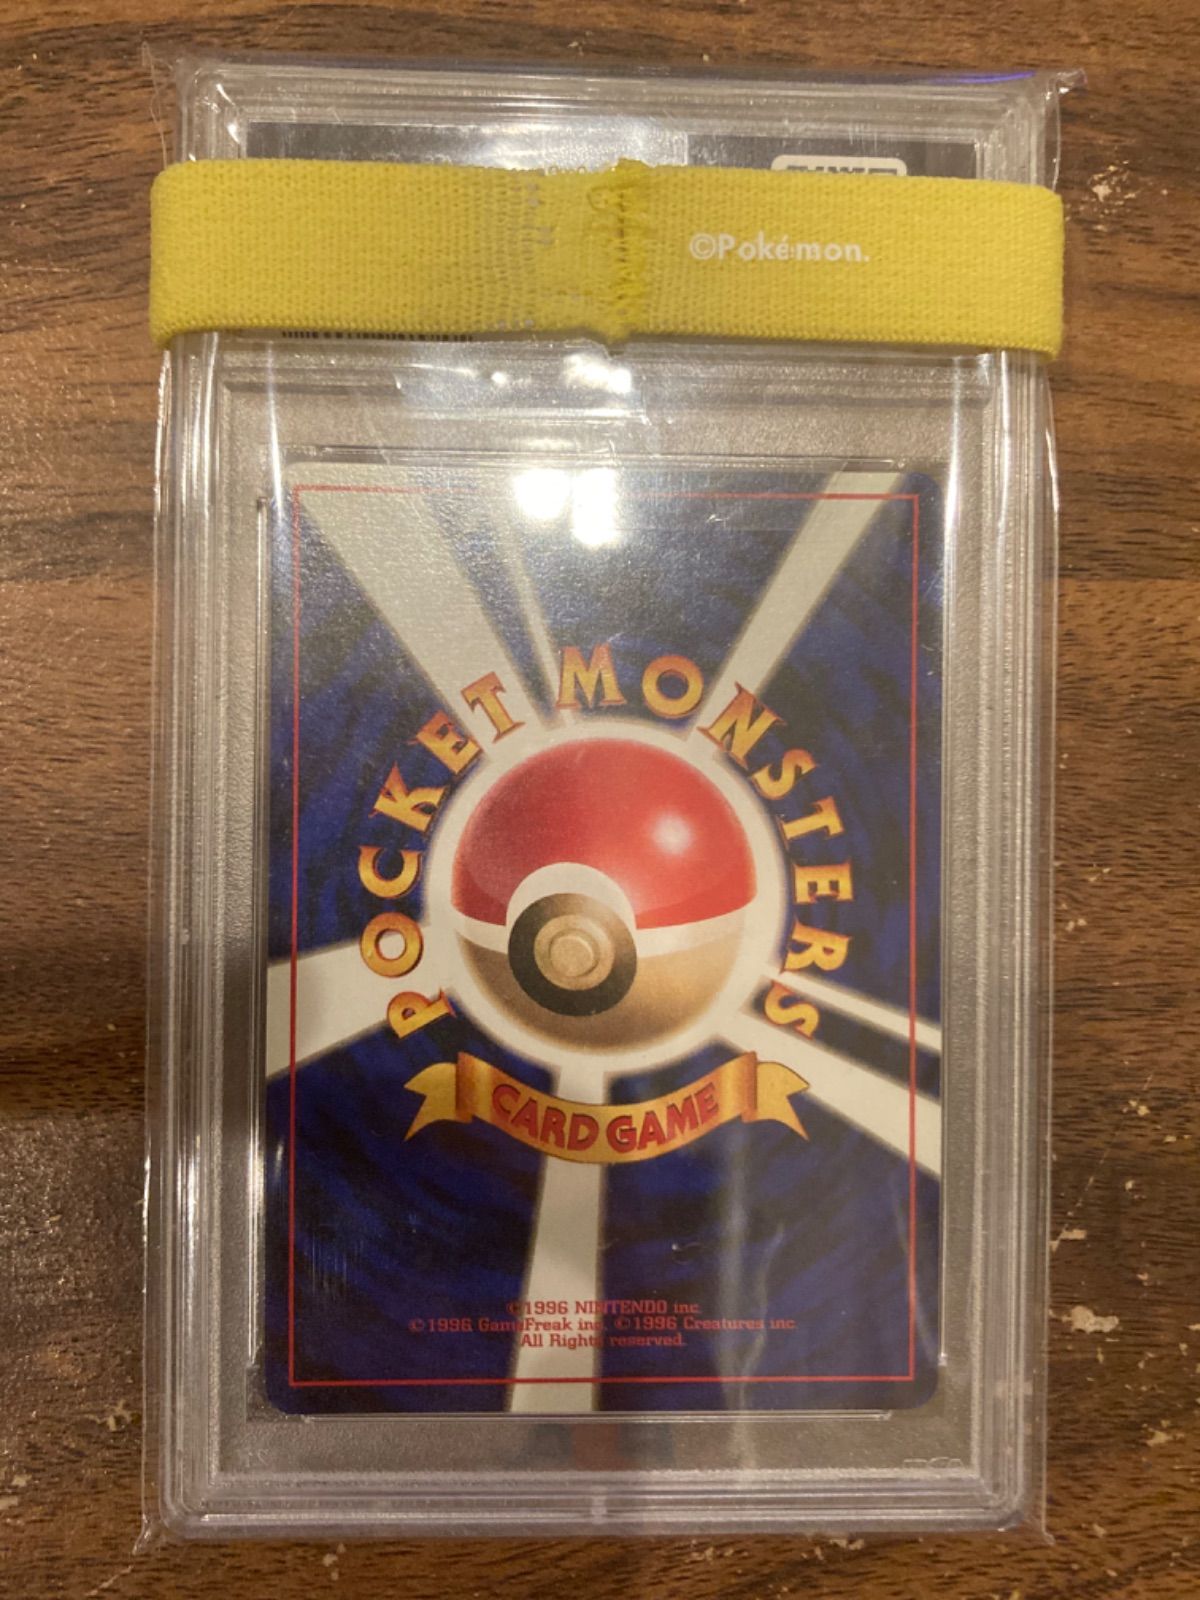 ©Pokémon.
POCKET MONSTERS
CARD GAME
©1996 NINTENDO inc.
©1996 GameFreak inc. ©1996 Creatures inc.
All Rights reserved.